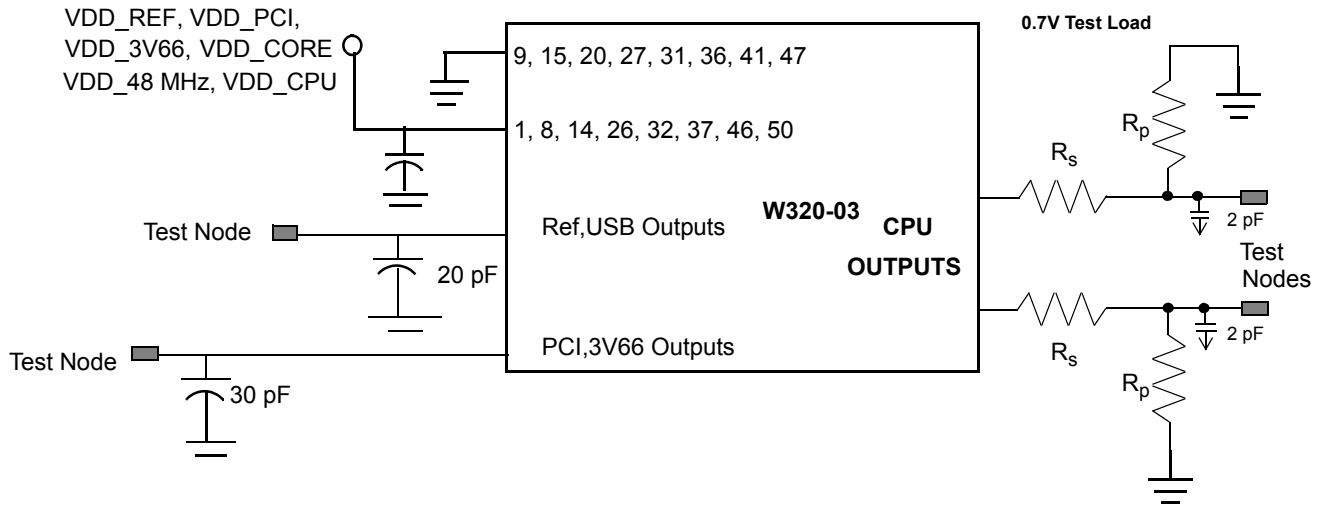 VDD_REF, VDD_PCI,
VDD_3V66, VDD_CORE
VDD_48 MHz, VDD_CPU
9, 15, 20, 27, 31, 36, 41, 47
1, 8, 14, 26, 32, 37, 46, 50
Test Node
Ref,USB Outputs
20 pF
Test Node
PCI,3V66 Outputs
30 pF
W320-03
CPU
OUTPUTS
0.7V Test Load
Rp
Rs
2 pF
Test
Nodes
2 pF
Rs
Rp